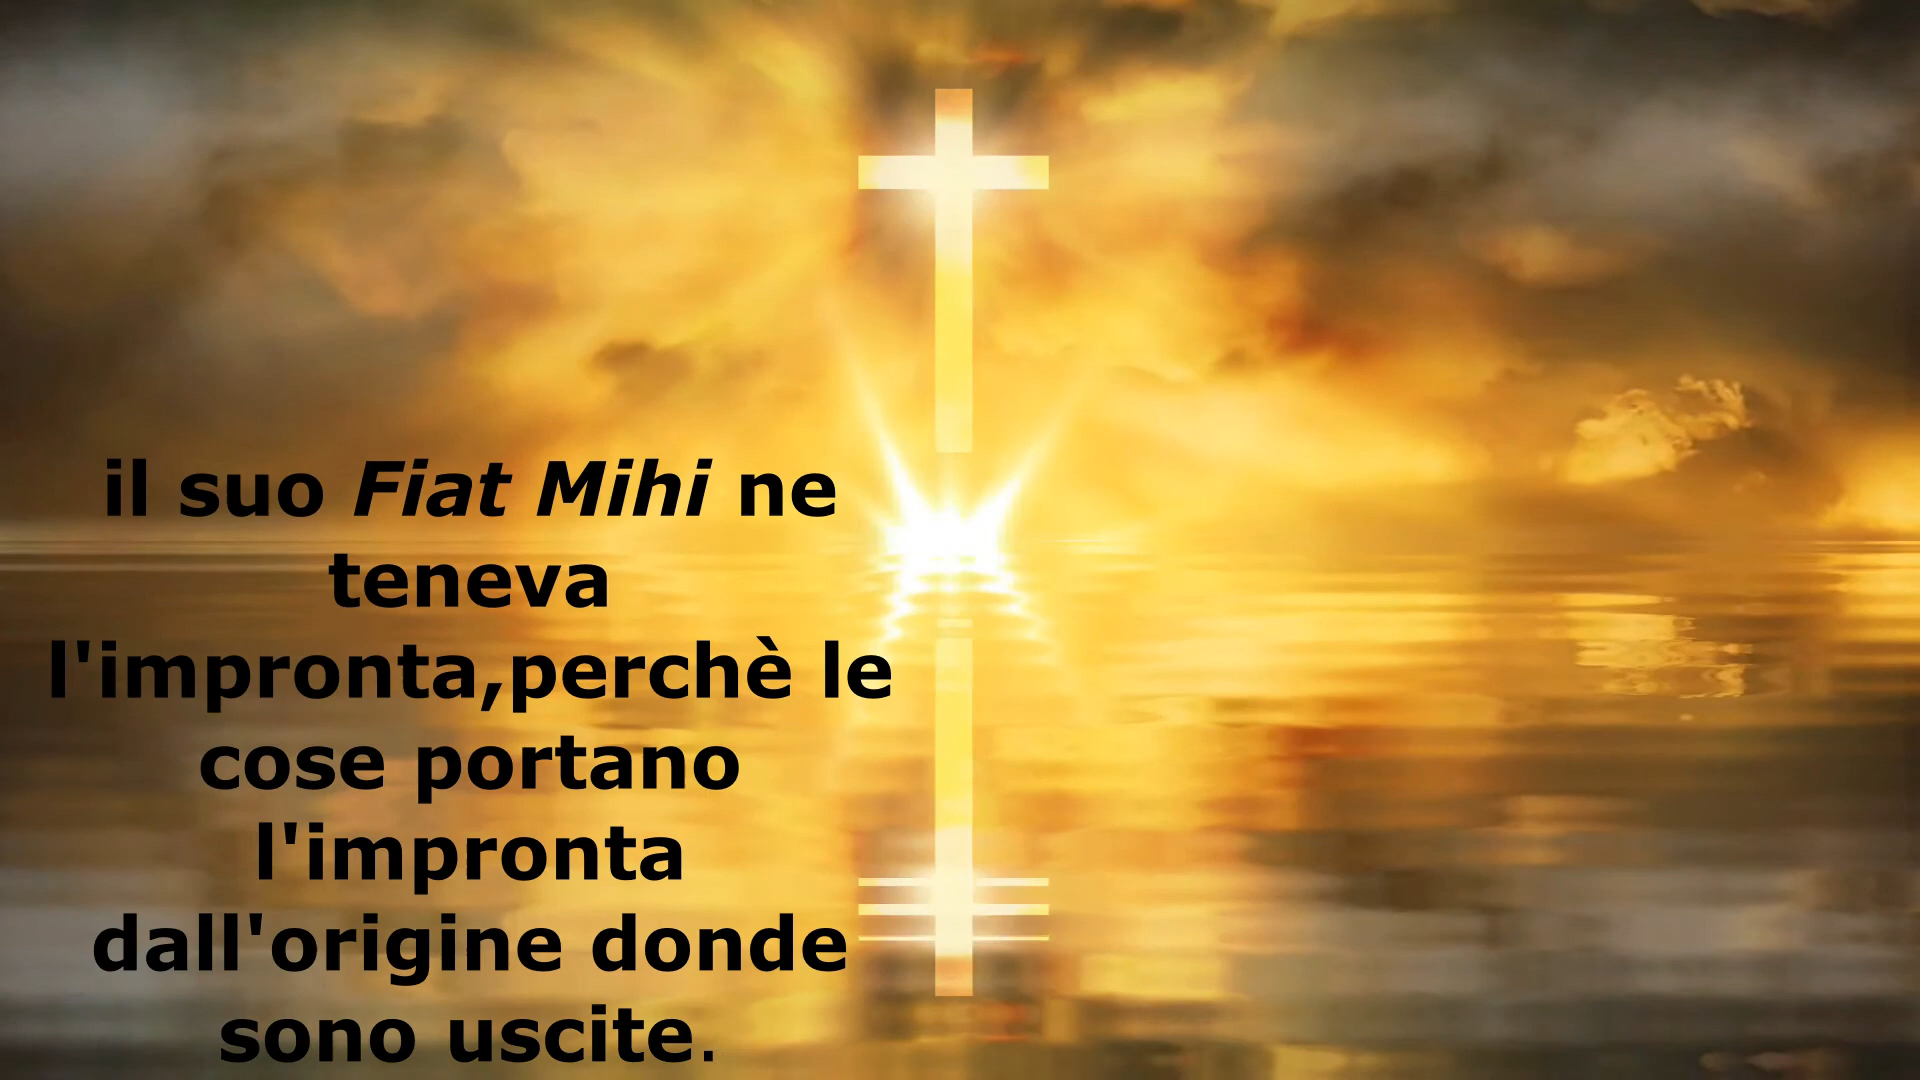 il suo Fiat Mihi ne
teneva
l'impronta,perchè le
cose portano
l'impronta
dall'origine donde
sono uscite.